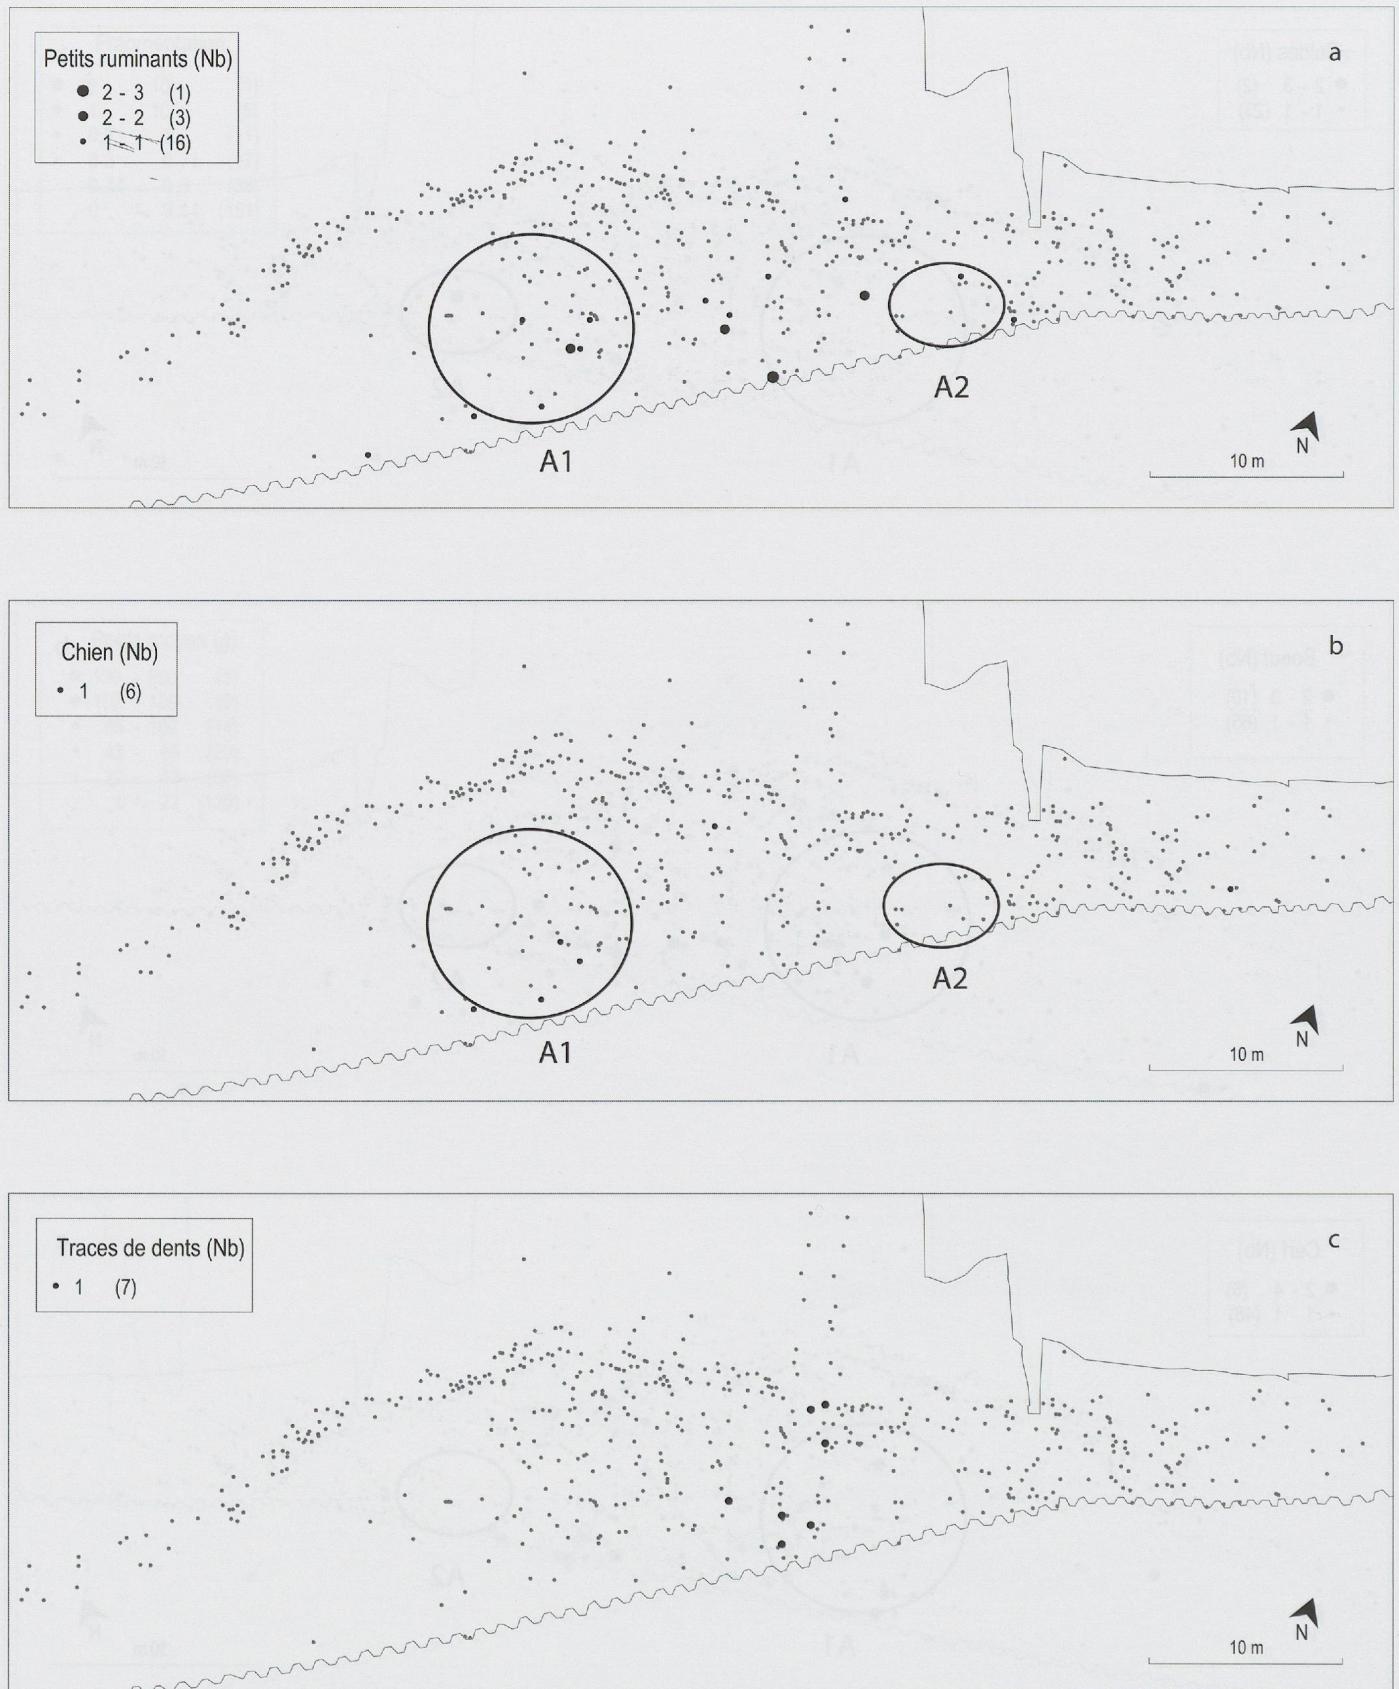 a
Petits ruminants (Nb)
2 - 3 (1)
2 - 2 (3)
1 - 1 (16)
A1
A2
N
10 m
b
Chien (Nb)
1 (6)
A1
A2
N
10 m
c
Traces de dents (Nb)
1 (7)
N
10 m